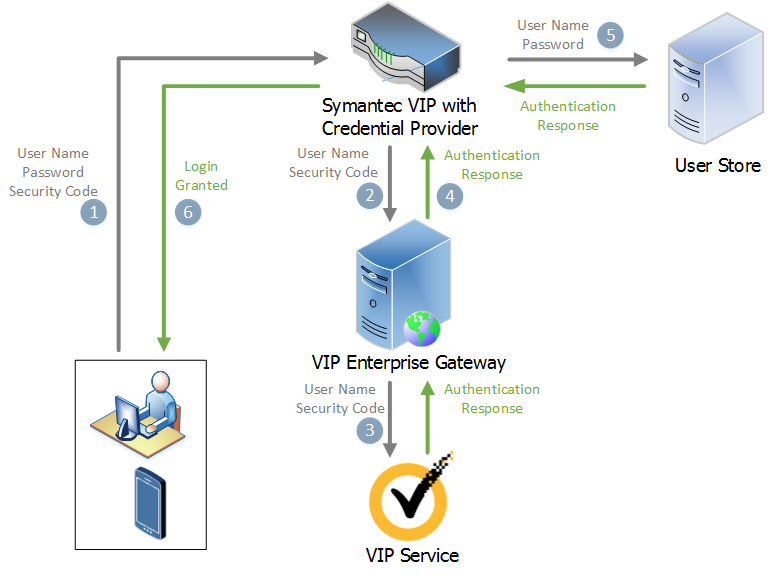 User Name
Password
5
Symantec VIP with
Credential Provider
Authentication
Response
User Store
User Name
Password
Security Code
1
Login
Granted
6
User Name
Security Code
2
Authentication
Response
4
VIP Enterprise Gateway
User Name
Security Code
3
Authentication
Response
VIP Service